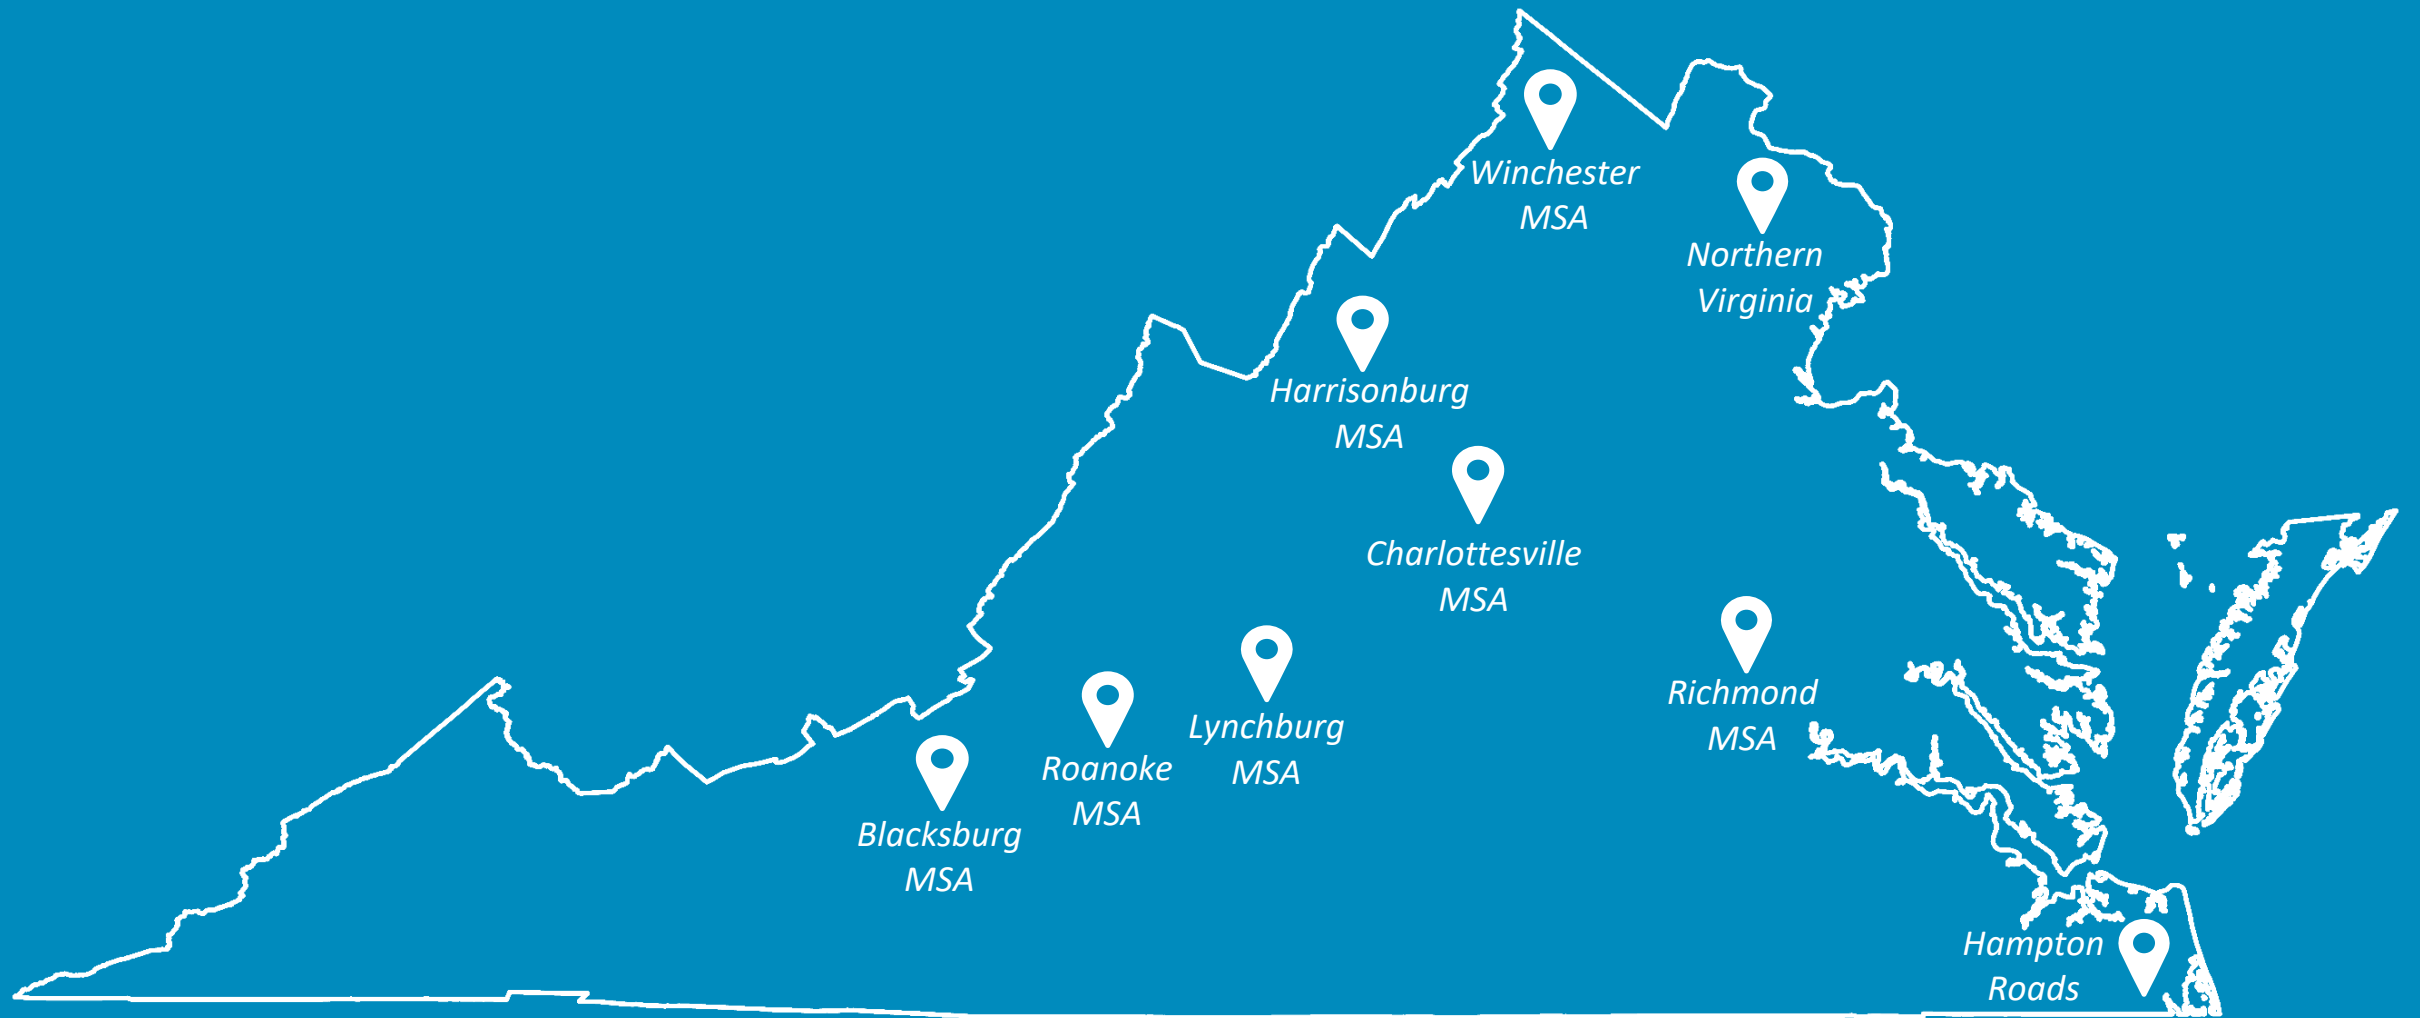 Winchester
MSA
Northern
Virginia
Harrisonburg
MSA
Charlottesville
MSA
Richmond
MSA
Lynchburg
MSA
Roanoke
MSA
Blacksburg
MSA
Hampton
Roads